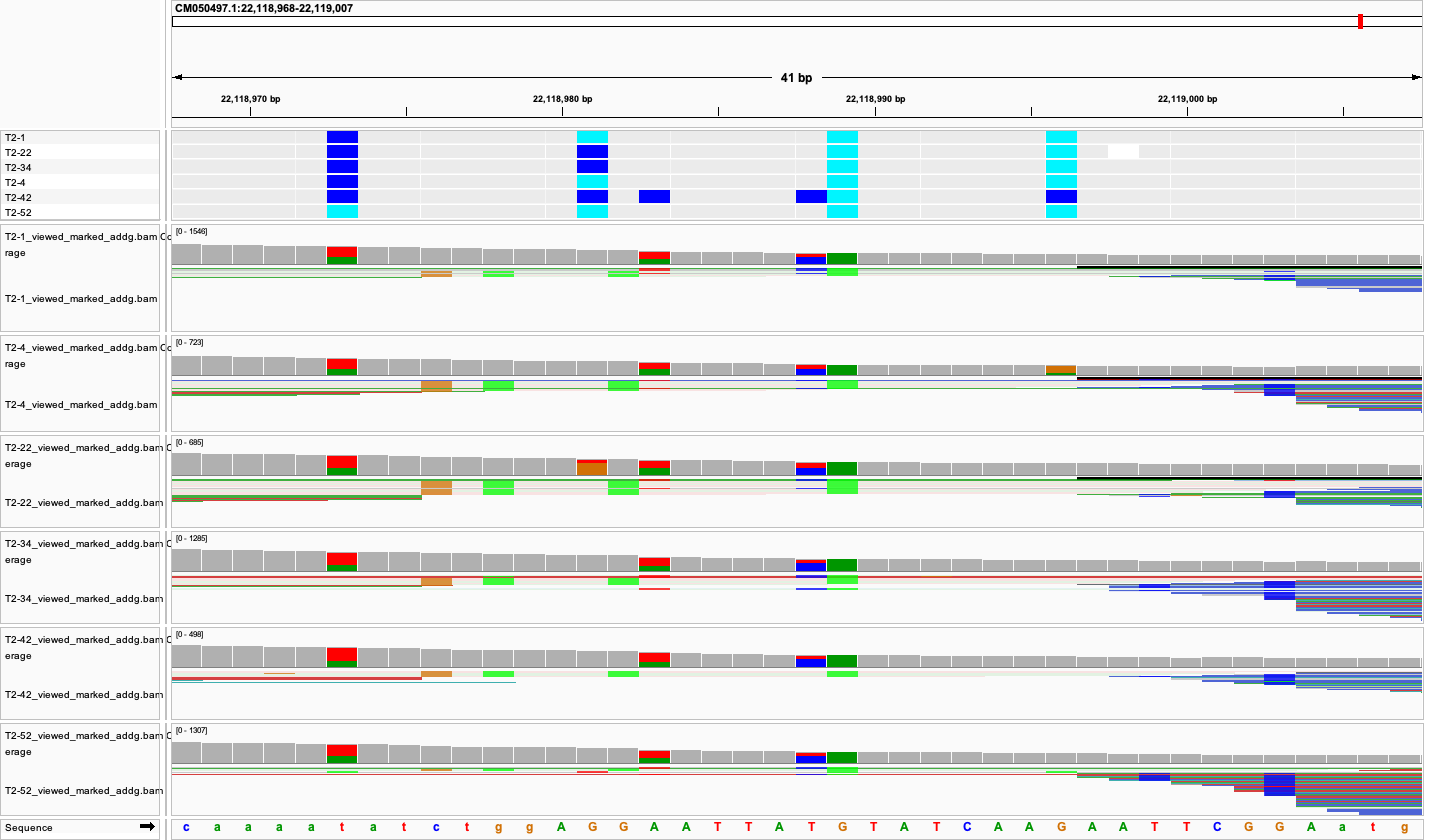 CM050497.1:22,118,968-22,119,007
41 bp
22,118,970 bp 22,118,980 bp 22,118,990 bp 22,119,000 bp
T2-1
T2-22
T2-34
T2-4
T2-42
T2-52
T2-1_viewed_marked_addg.bam Co
rage
[0 - 1546]
T2-1_viewed_marked_addg.bam
T2-4_viewed_marked_addg.bam Co
rage
[0 - 723]
T2-4_viewed_marked_addg.bam
T2-22_viewed_marked_addg.bam C
erage
[0 - 685]
T2-22_viewed_marked_addg.bam
T2-34_viewed_marked_addg.bam C
erage
[0 - 1285]
T2-34_viewed_marked_addg.bam
T2-42_viewed_marked_addg.bam C
erage
[0 - 498]
T2-42_viewed_marked_addg.bam
T2-52_viewed_marked_addg.bam C
erage
[0 - 1307]
T2-52_viewed_marked_addg.bam
Sequence c a a a a t a t c t g g A G G A A T T A T G T A T C A A G A A T T C G G A a t g